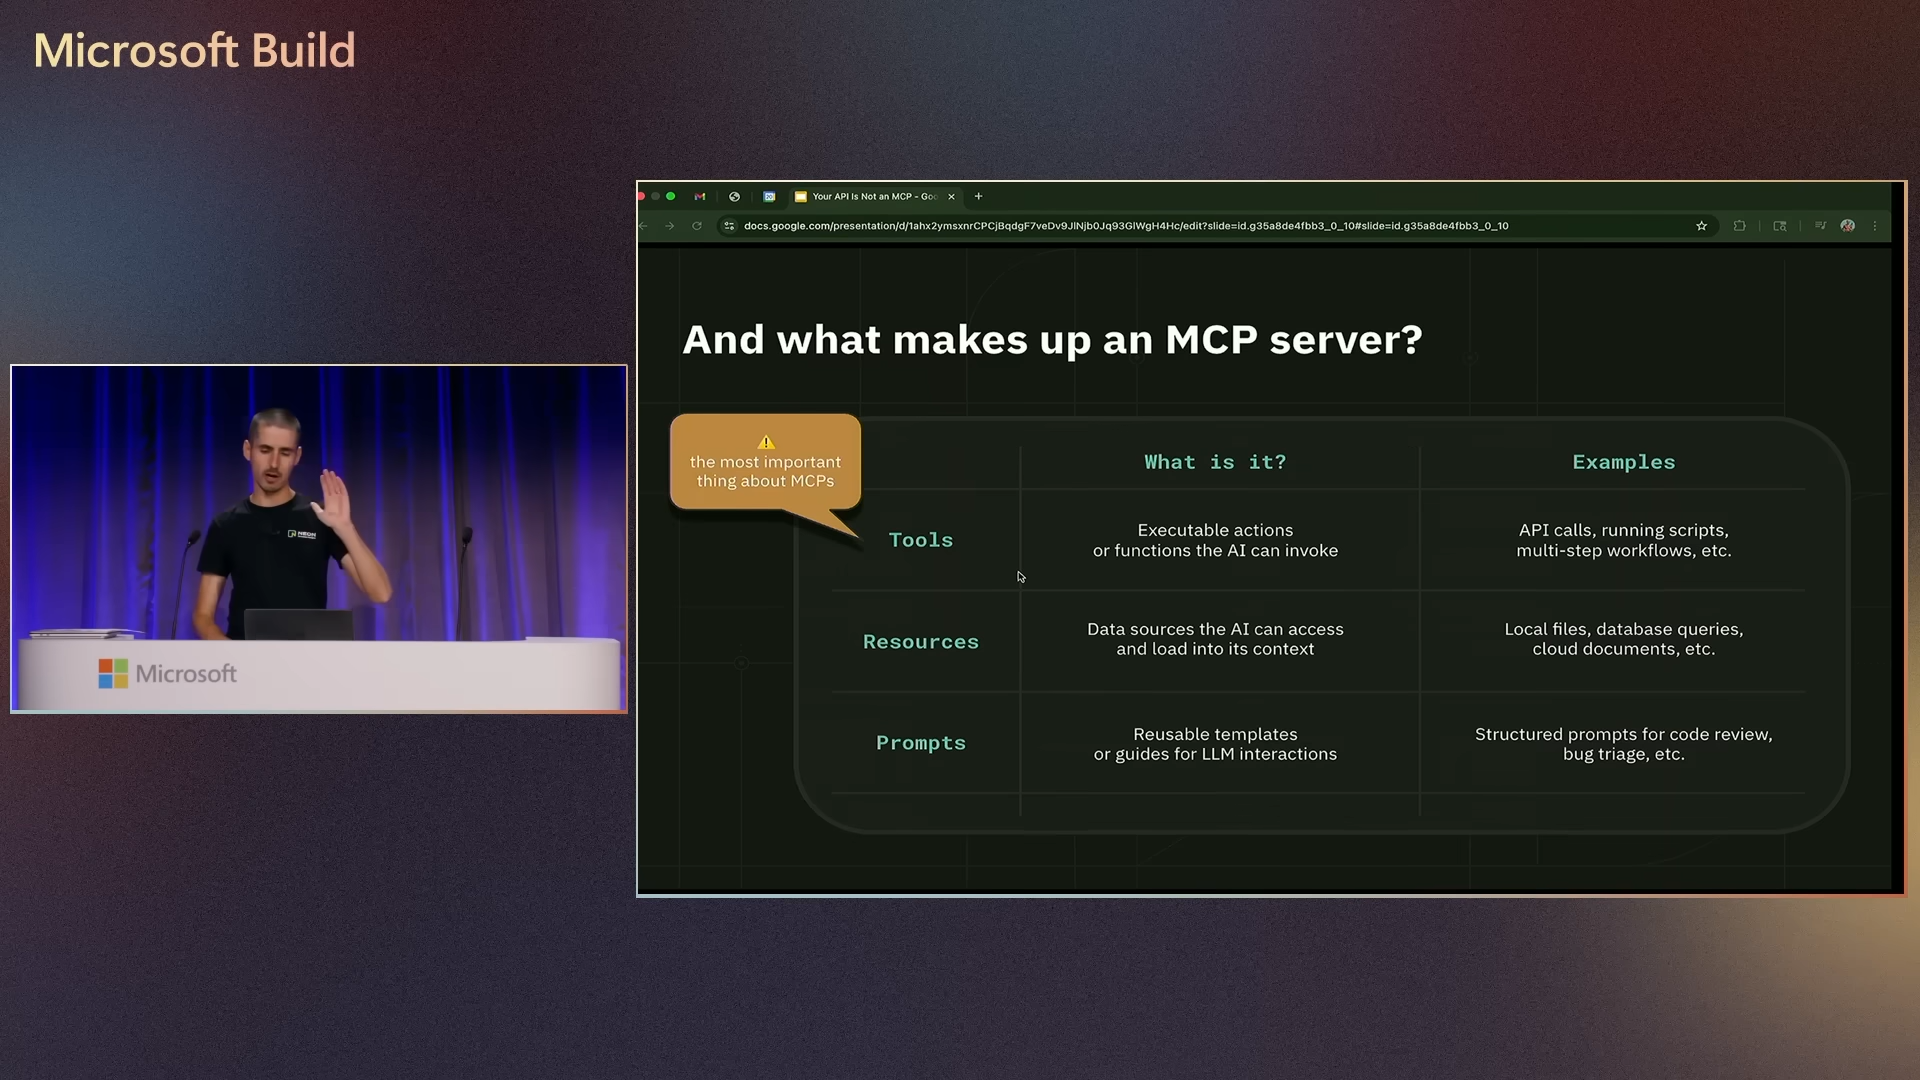 Microsoft Build
Your API Is Not an MCP - Goo
docs.google.com/presentation/d/1ahx2ymsxnrCPCjBqdgF7veDv9JlNjb0Jq93GlWgH4Hc/edit?slide=id.g35a8de4fbb3_0_10#slide=id.g35a8de4fbb3_0_10
And what makes up an MCP server?
the most important
thing about MCPs
What is it?
Examples
Tools
Executable actions
or functions the AI can invoke
API calls, running scripts,
multi-step workflows, etc.
Resources
Data sources the AI can access
and load into its context
Local files, database queries,
cloud documents, etc.
Prompts
Reusable templates
or guides for LLM interactions
Structured prompts for code review,
bug triage, etc.
NEON
Microsoft